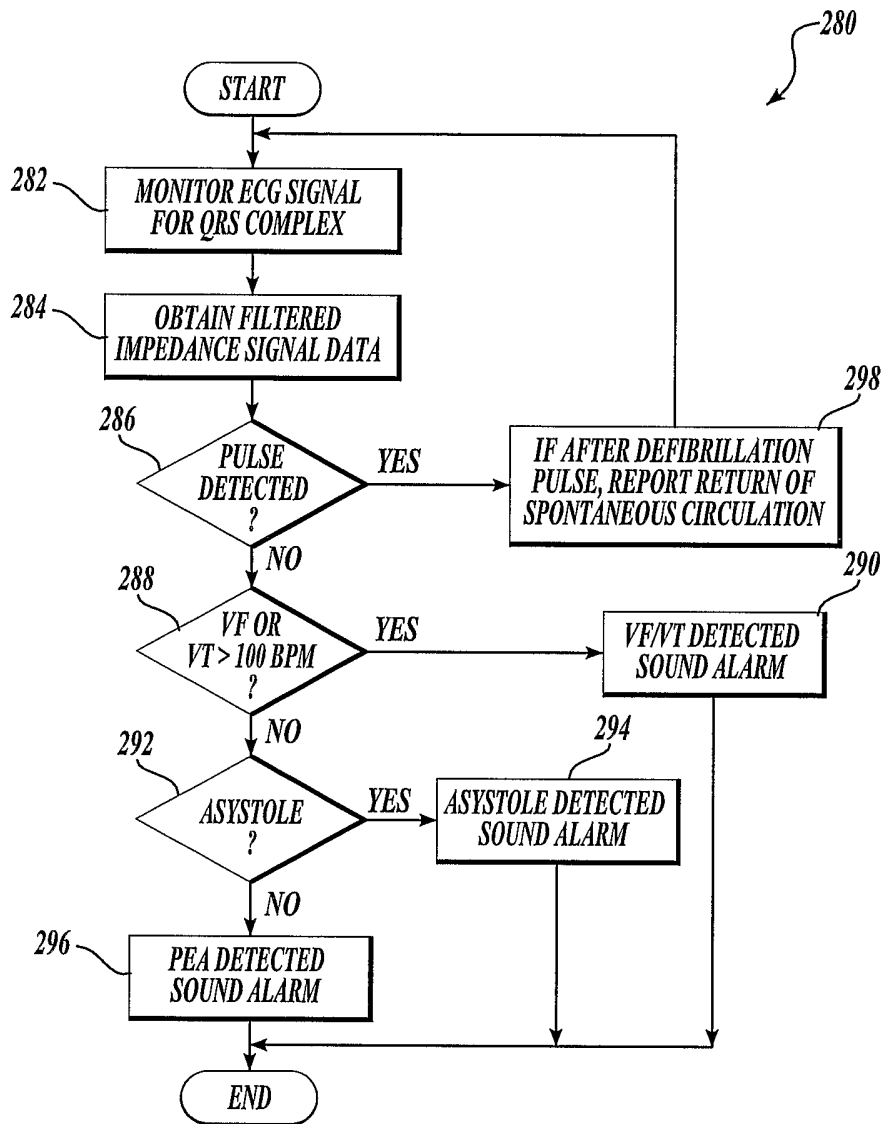 280
START
282
MONITOR ECG SIGNAL
FOR QRS COMPLEX
284
OBTAIN FILTERED
IMPEDANCE SIGNAL DATA
286
PULSE
DETECTED
?
YES
298
IF AFTER DEFIBRILLATION
PULSE, REPORT RETURN OF
SPONTANEOUS CIRCULATION
NO
288
VF OR
VT > 100 BPM
?
YES
290
VF/VT DETECTED
SOUND ALARM
NO
292
ASYSTOLE
?
YES
294
ASYSTOLE DETECTED
SOUND ALARM
NO
296
PEA DETECTED
SOUND ALARM
END